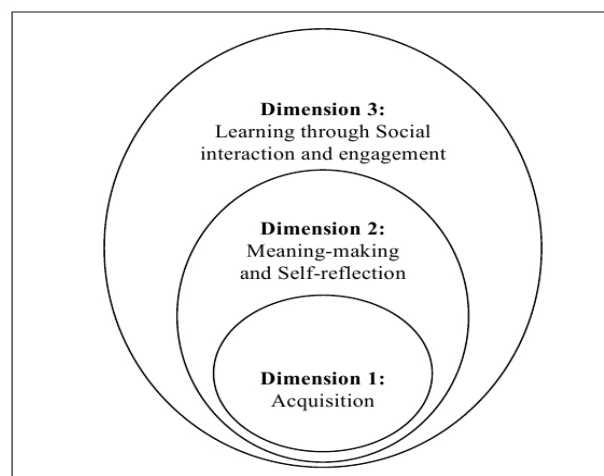 Dimension 3:
Learning through Social
interaction and engagement
Dimension 2:
Meaning-making
and Self-reflection
Dimension 1:
Acquisition